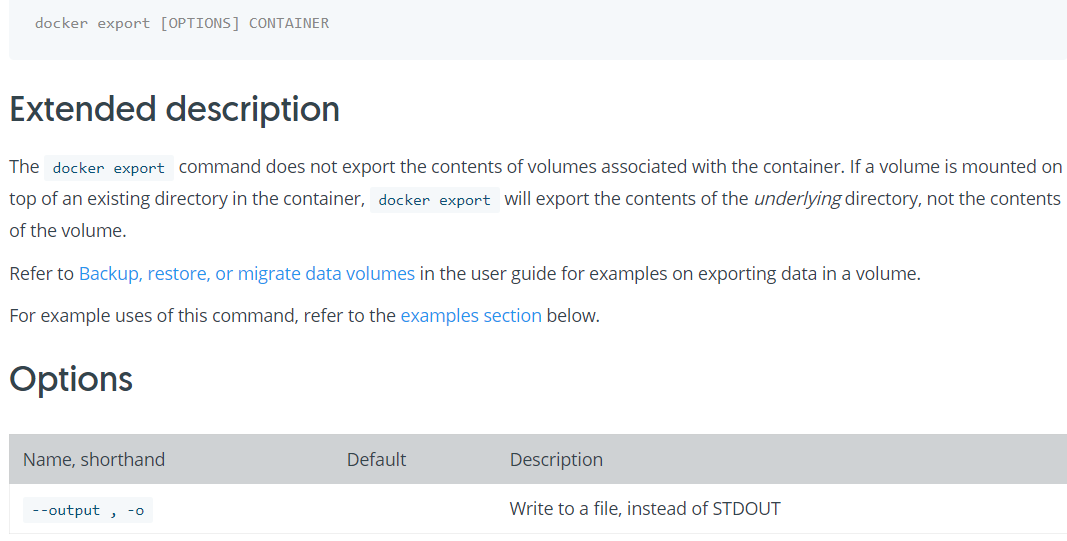 docker export [OPTIONS] CONTAINER
Extended description
The docker export command does not export the contents of volumes associated with the container. If a volume is mounted on
top of an existing directory in the container, docker export will export the contents of the underlying directory, not the contents
of the volume.
Refer to Backup, restore, or migrate data volumes in the user guide for examples on exporting data in a volume.
For example uses of this command, refer to the examples section below.
Options
Name, shorthand Default Description
--output , -o Write to a file, instead of STDOUT